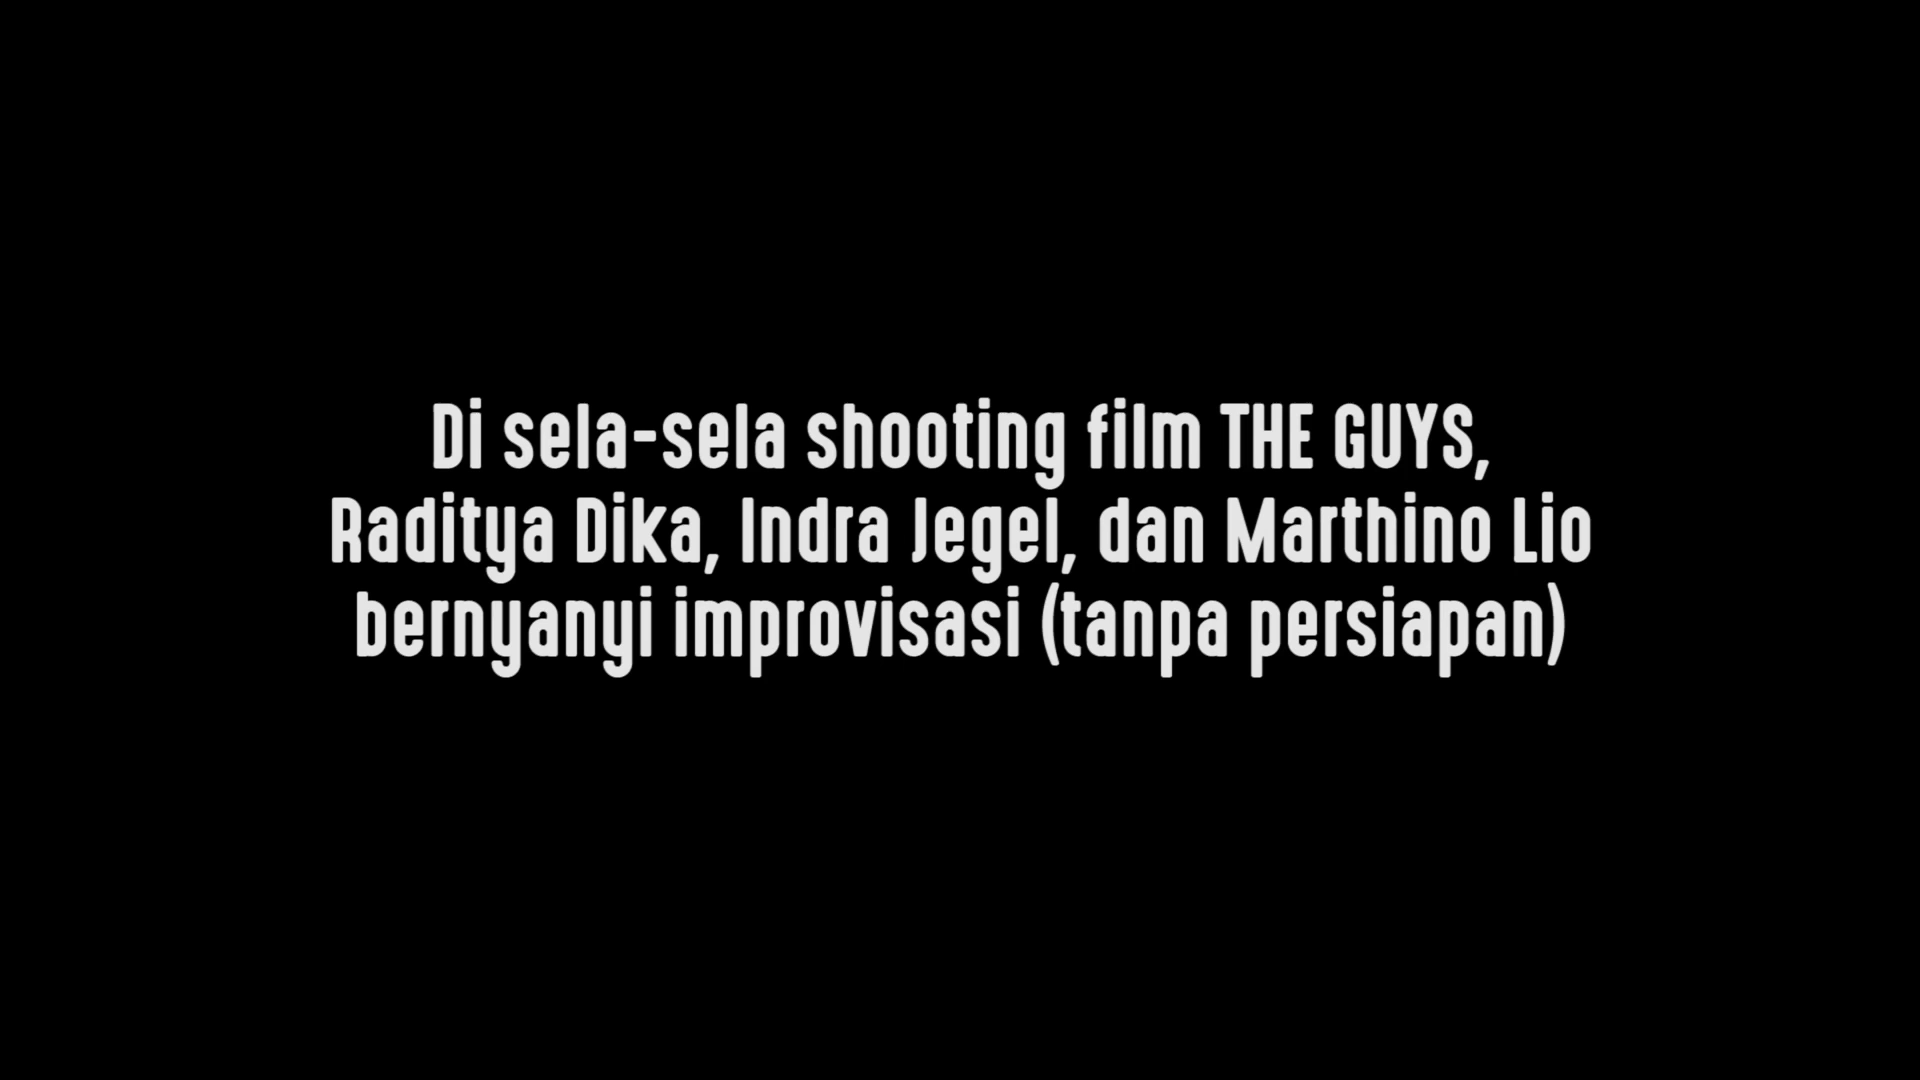 Di sela-sela shooting film THE GUYS,
Raditya Dika, Indra Jegel, dan Marthino Lio
bernyanyi improvisasi (tanpa persiapan)